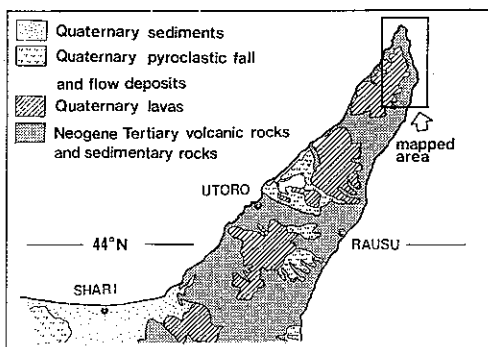 Quaternary sediments
Quaternary pyroclastic fall
and flow deposits
Quaternary lavas
Neogene Tertiary volcanic rocks
and sedimentary rocks
mapped
area
UTORO
44°N
RAUSU
SHARI